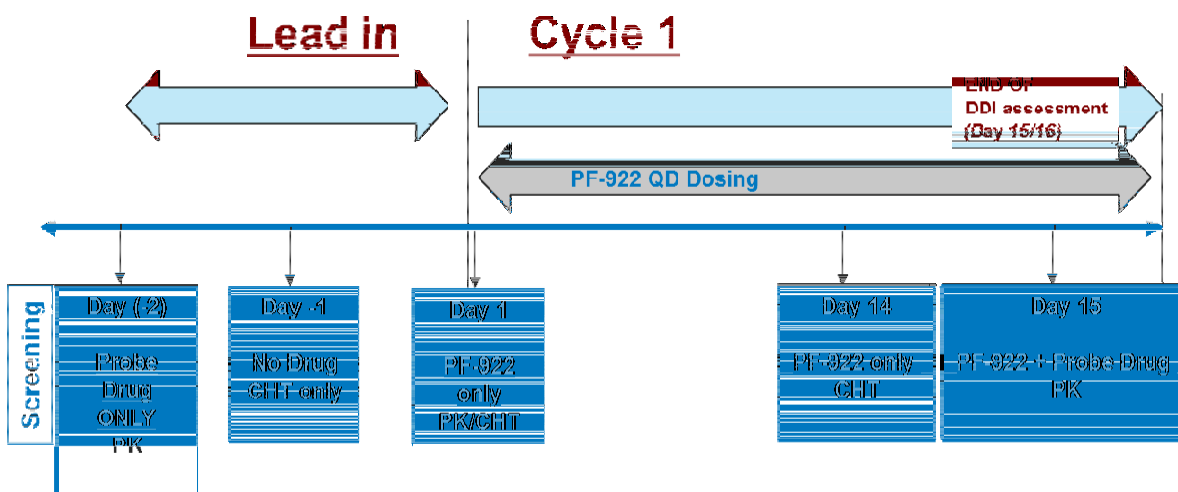 Lead in
Cycle 1
END OF
DDI assessment
(Day 15/16)
PF-922 QD Dosing
Screening
Day (-2)
Probe
Drug
ONLY
PK
Day -1
No Drug
CHT only
Day 1
PF-922
only
PK/CHT
Day 14
PF-922 only
CHT
Day 15
PF-922 + Probe Drug
PK